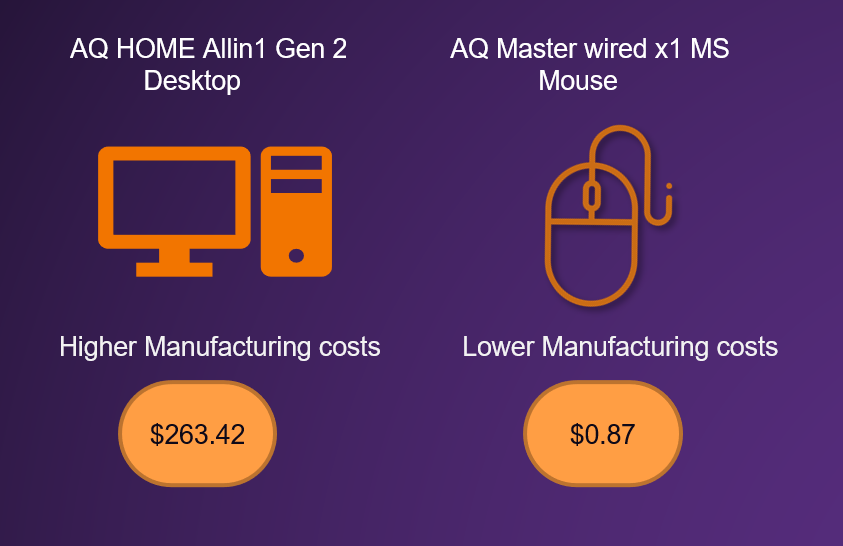 AQ HOME Allin1 Gen 2
Desktop
AQ Master wired x1 MS
Mouse
Higher Manufacturing costs
Lower Manufacturing costs
$263.42
$0.87